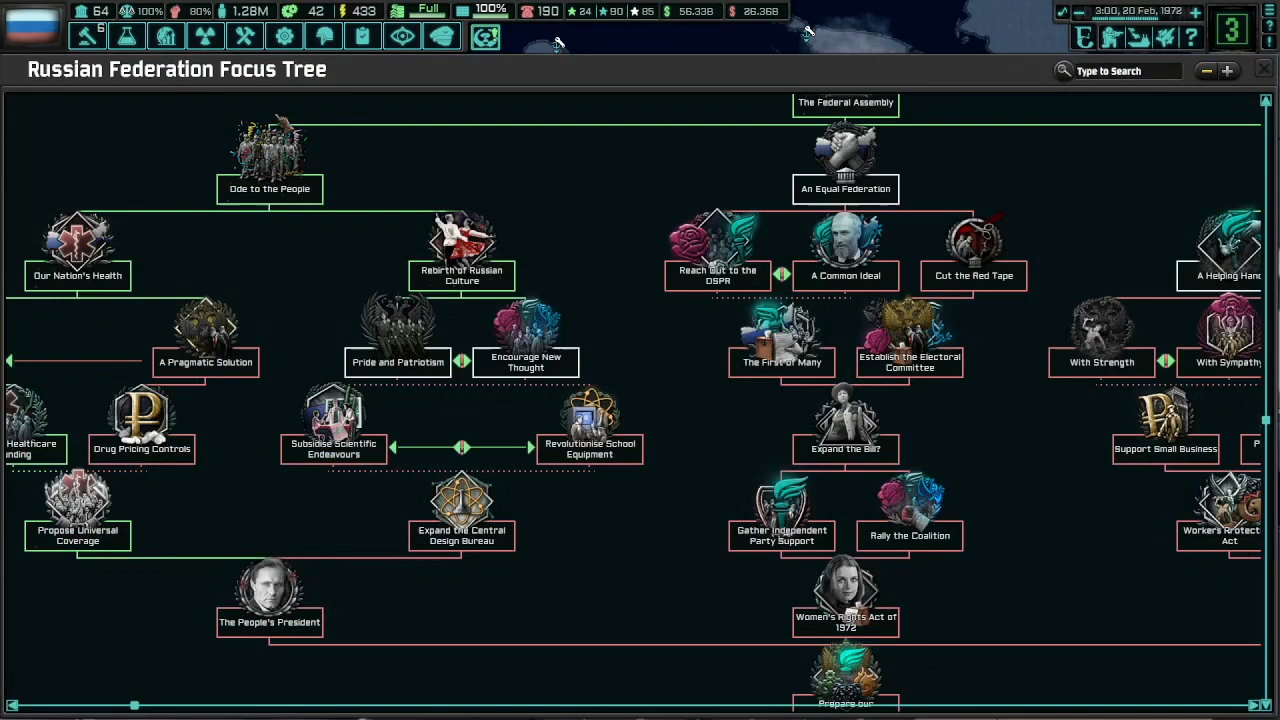 64 100% 80% 1.28M 42 433 Full 100% 190 24 90 85 56.33B 26.36B
3:00, 20 Feb, 1972
3
6
Russian Federation Focus Tree
Type to Search
The Federal Assembly
Ode to the People
An Equal Federation
Our Nation's Health
Rebirth of Russian
Culture
Reach Out to the
DSPR
A Common Ideal
Cut the Red Tape
A Helping Hand
A Pragmatic Solution
Pride and Patriotism
Encourage New
Thought
The First of Many
Establish the Electoral
Committee
With Strength
With Sympathy
Healthcare
nding
Drug Pricing Controls
Subsidise Scientific
Endeavours
Revolutionise School
Equipment
Expand the Bill?
Support Small Business
P
Propose Universal
Coverage
Expand the Central
Design Bureau
Gather Independent
Party Support
Rally the Coalition
Workers Protect
Act
The People's President
Women's Rights Act of
1972
Prepare our